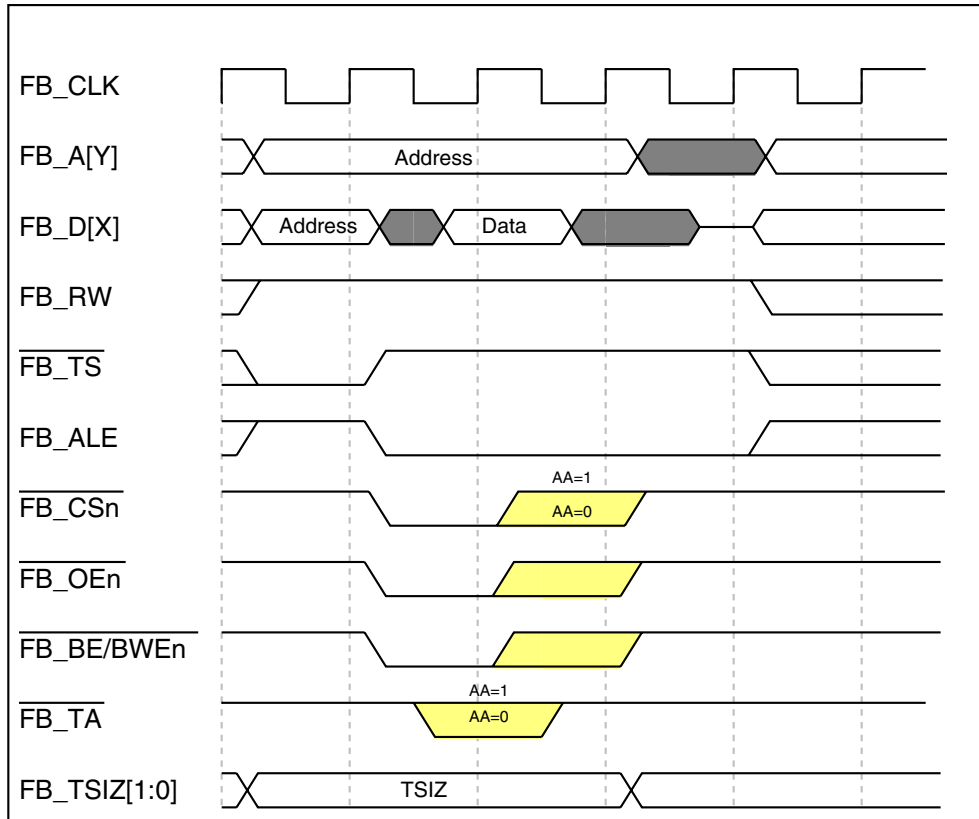 FB_CLK
FB_A[Y]
Address
FB_D[X]
Address
Data
FB_RW
FB_TS
FB_ALE
AA=1
FB_CSn
AA=0
FB_OEn
FB_BE/BWEn
AA=1
FB_TA
AA=0
FB_TSIZ[1:0]
TSIZ